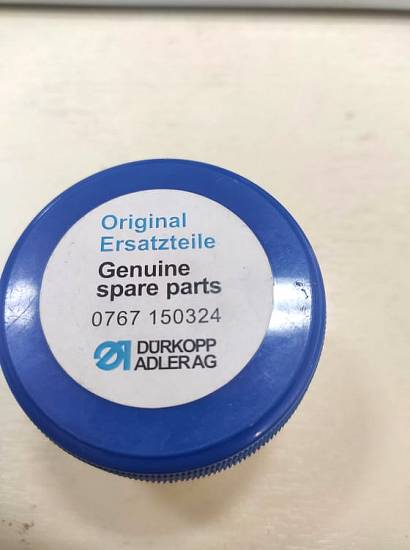 Original
Ersatzteile
Genuine
spare parts
0767 150324
DÜRKOPP
ADLER AG